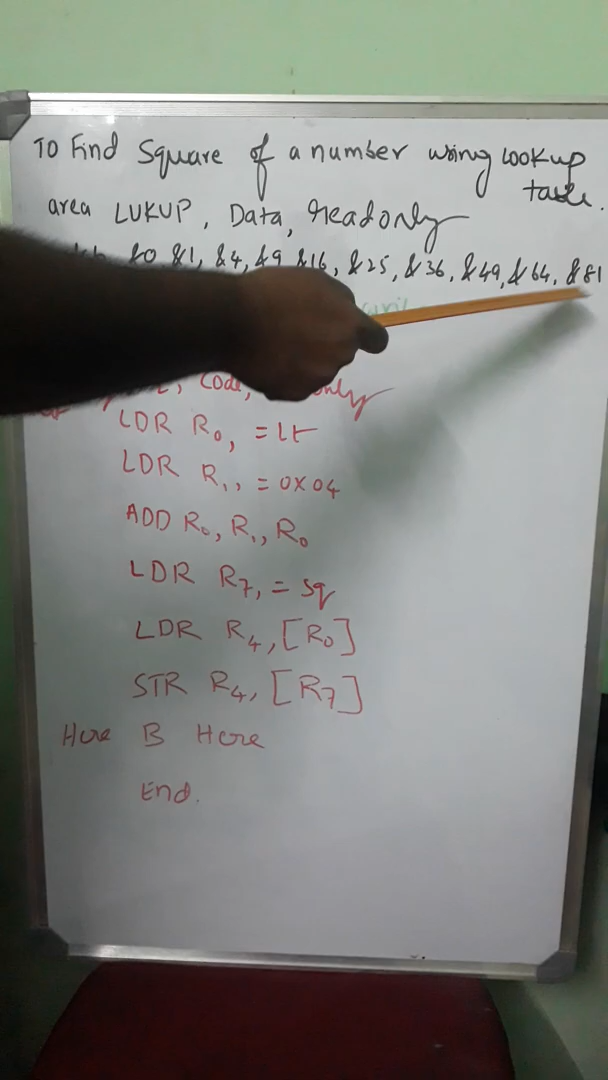 To Find Square of a number using lookup
table.
area LUKUP, Data, readonly
&0, &1, &4, &9, &16, &25, &36, &49, &64, &81
Code,
LDR R0, = Lt
LDR R1, = 0x04
ADD R0, R1, R0
LDR R7, = Sq
LDR R4, [R0]
STR R4, [R7]
Here B Here
End.